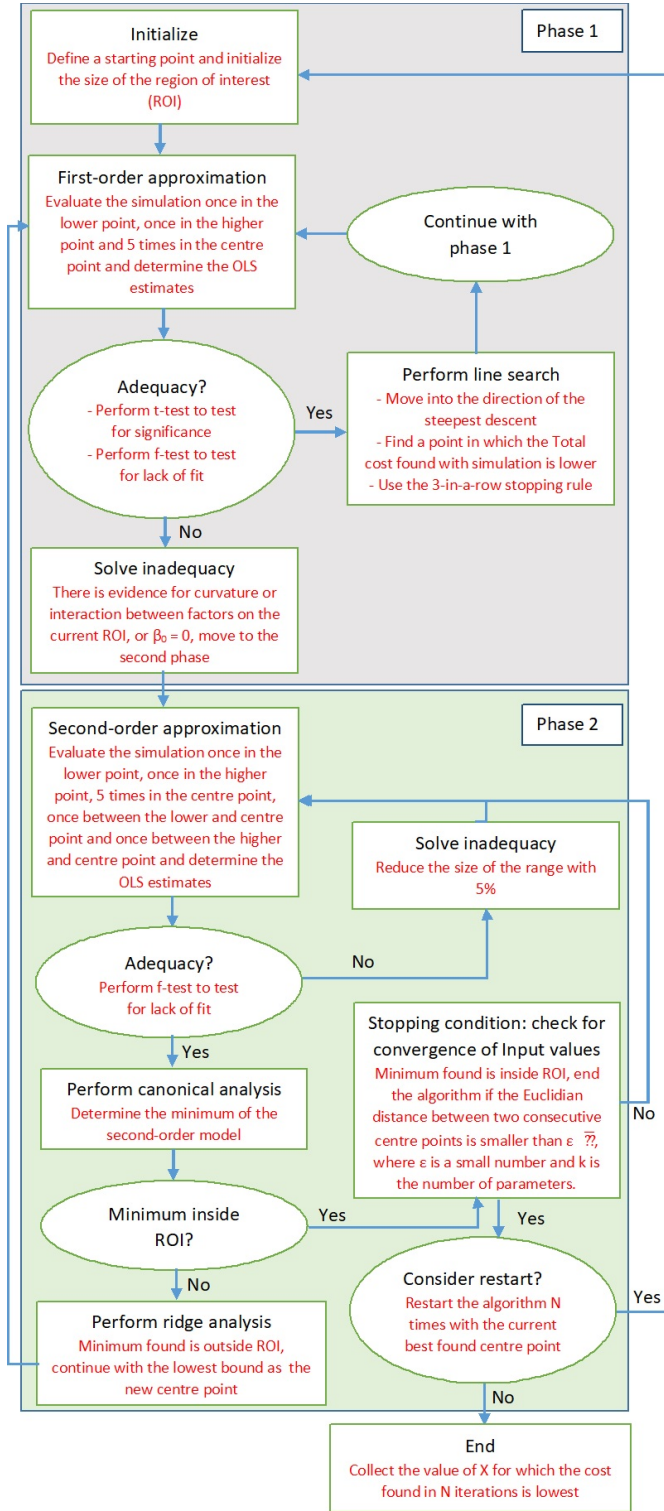 Phase 1
Initialize
Define a starting point and initialize
the size of the region of interest
(ROI)
First-order approximation
Evaluate the simulation once in the
lower point, once in the higher
point and 5 times in the centre
point and determine the OLS
estimates
Continue with
phase 1
Adequacy?
- Perform t-test to test
for significance
- Perform f-test to test
for lack of fit
Yes
Perform line search
- Move into the direction of the
steepest descent
- Find a point in which the Total
cost found with simulation is lower
- Use the 3-in-a-row stopping rule
No
Solve inadequacy
There is evidence for curvature or
interaction between factors on the
current ROI, or β₀ = 0, move to the
second phase
Phase 2
Second-order approximation
Evaluate the simulation once in the
lower point, once in the higher
point, 5 times in the centre point,
once between the lower and centre
point and once between the higher
and centre point and determine the
OLS estimates
Solve inadequacy
Reduce the size of the range with
5%
Adequacy?
Perform f-test to test
for lack of fit
No
Yes
Perform canonical analysis
Determine the minimum of the
second-order model
Stopping condition: check for
convergence of Input values
Minimum found is inside ROI, end
the algorithm if the Euclidian
distance between two consecutive
centre points is smaller than ε ⁇,
where ε is a small number and k is
the number of parameters.
No
Minimum inside
ROI?
Yes
Yes
No
Consider restart?
Restart the algorithm N
times with the current
best found centre point
Yes
Perform ridge analysis
Minimum found is outside ROI,
continue with the lowest bound as the
new centre point
No
End
Collect the value of X for which the cost
found in N iterations is lowest